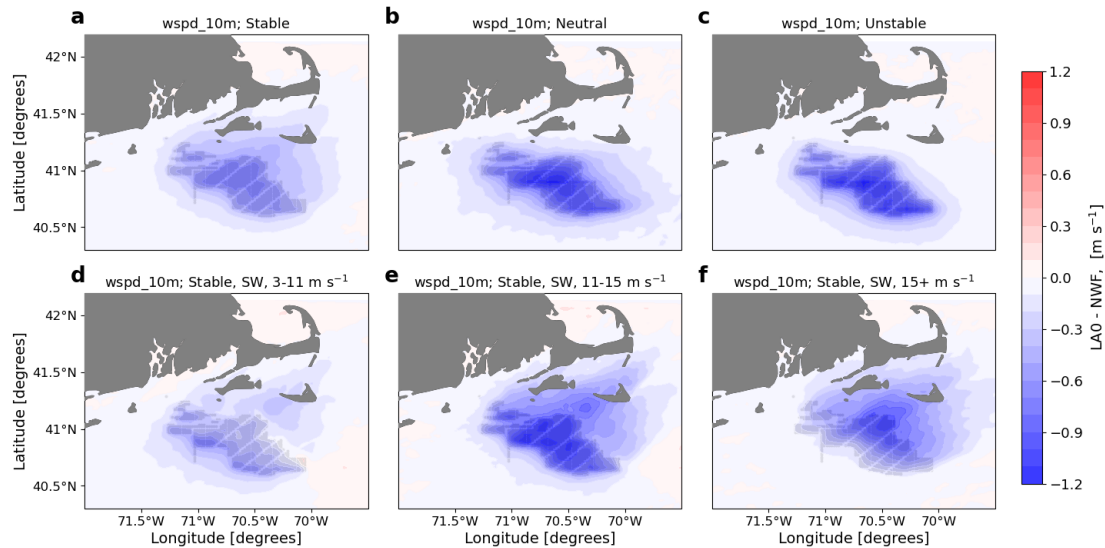 a
wspd_10m; Stable
b
wspd_10m; Neutral
c
wspd_10m; Unstable
42°N
41.5°N
41°N
40.5°N
Latitude [degrees]
d
wspd_10m; Stable, SW, 3-11 m s⁻¹
e
wspd_10m; Stable, SW, 11-15 m s⁻¹
f
wspd_10m; Stable, SW, 15+ m s⁻¹
42°N
41.5°N
41°N
40.5°N
Latitude [degrees]
71.5°W 71°W 70.5°W 70°W
Longitude [degrees]
71.5°W 71°W 70.5°W 70°W
Longitude [degrees]
71.5°W 71°W 70.5°W 70°W
Longitude [degrees]
1.2
0.9
0.6
0.3
0.0
−0.3
−0.6
−0.9
−1.2
LA0 - NWF, [m s⁻¹]